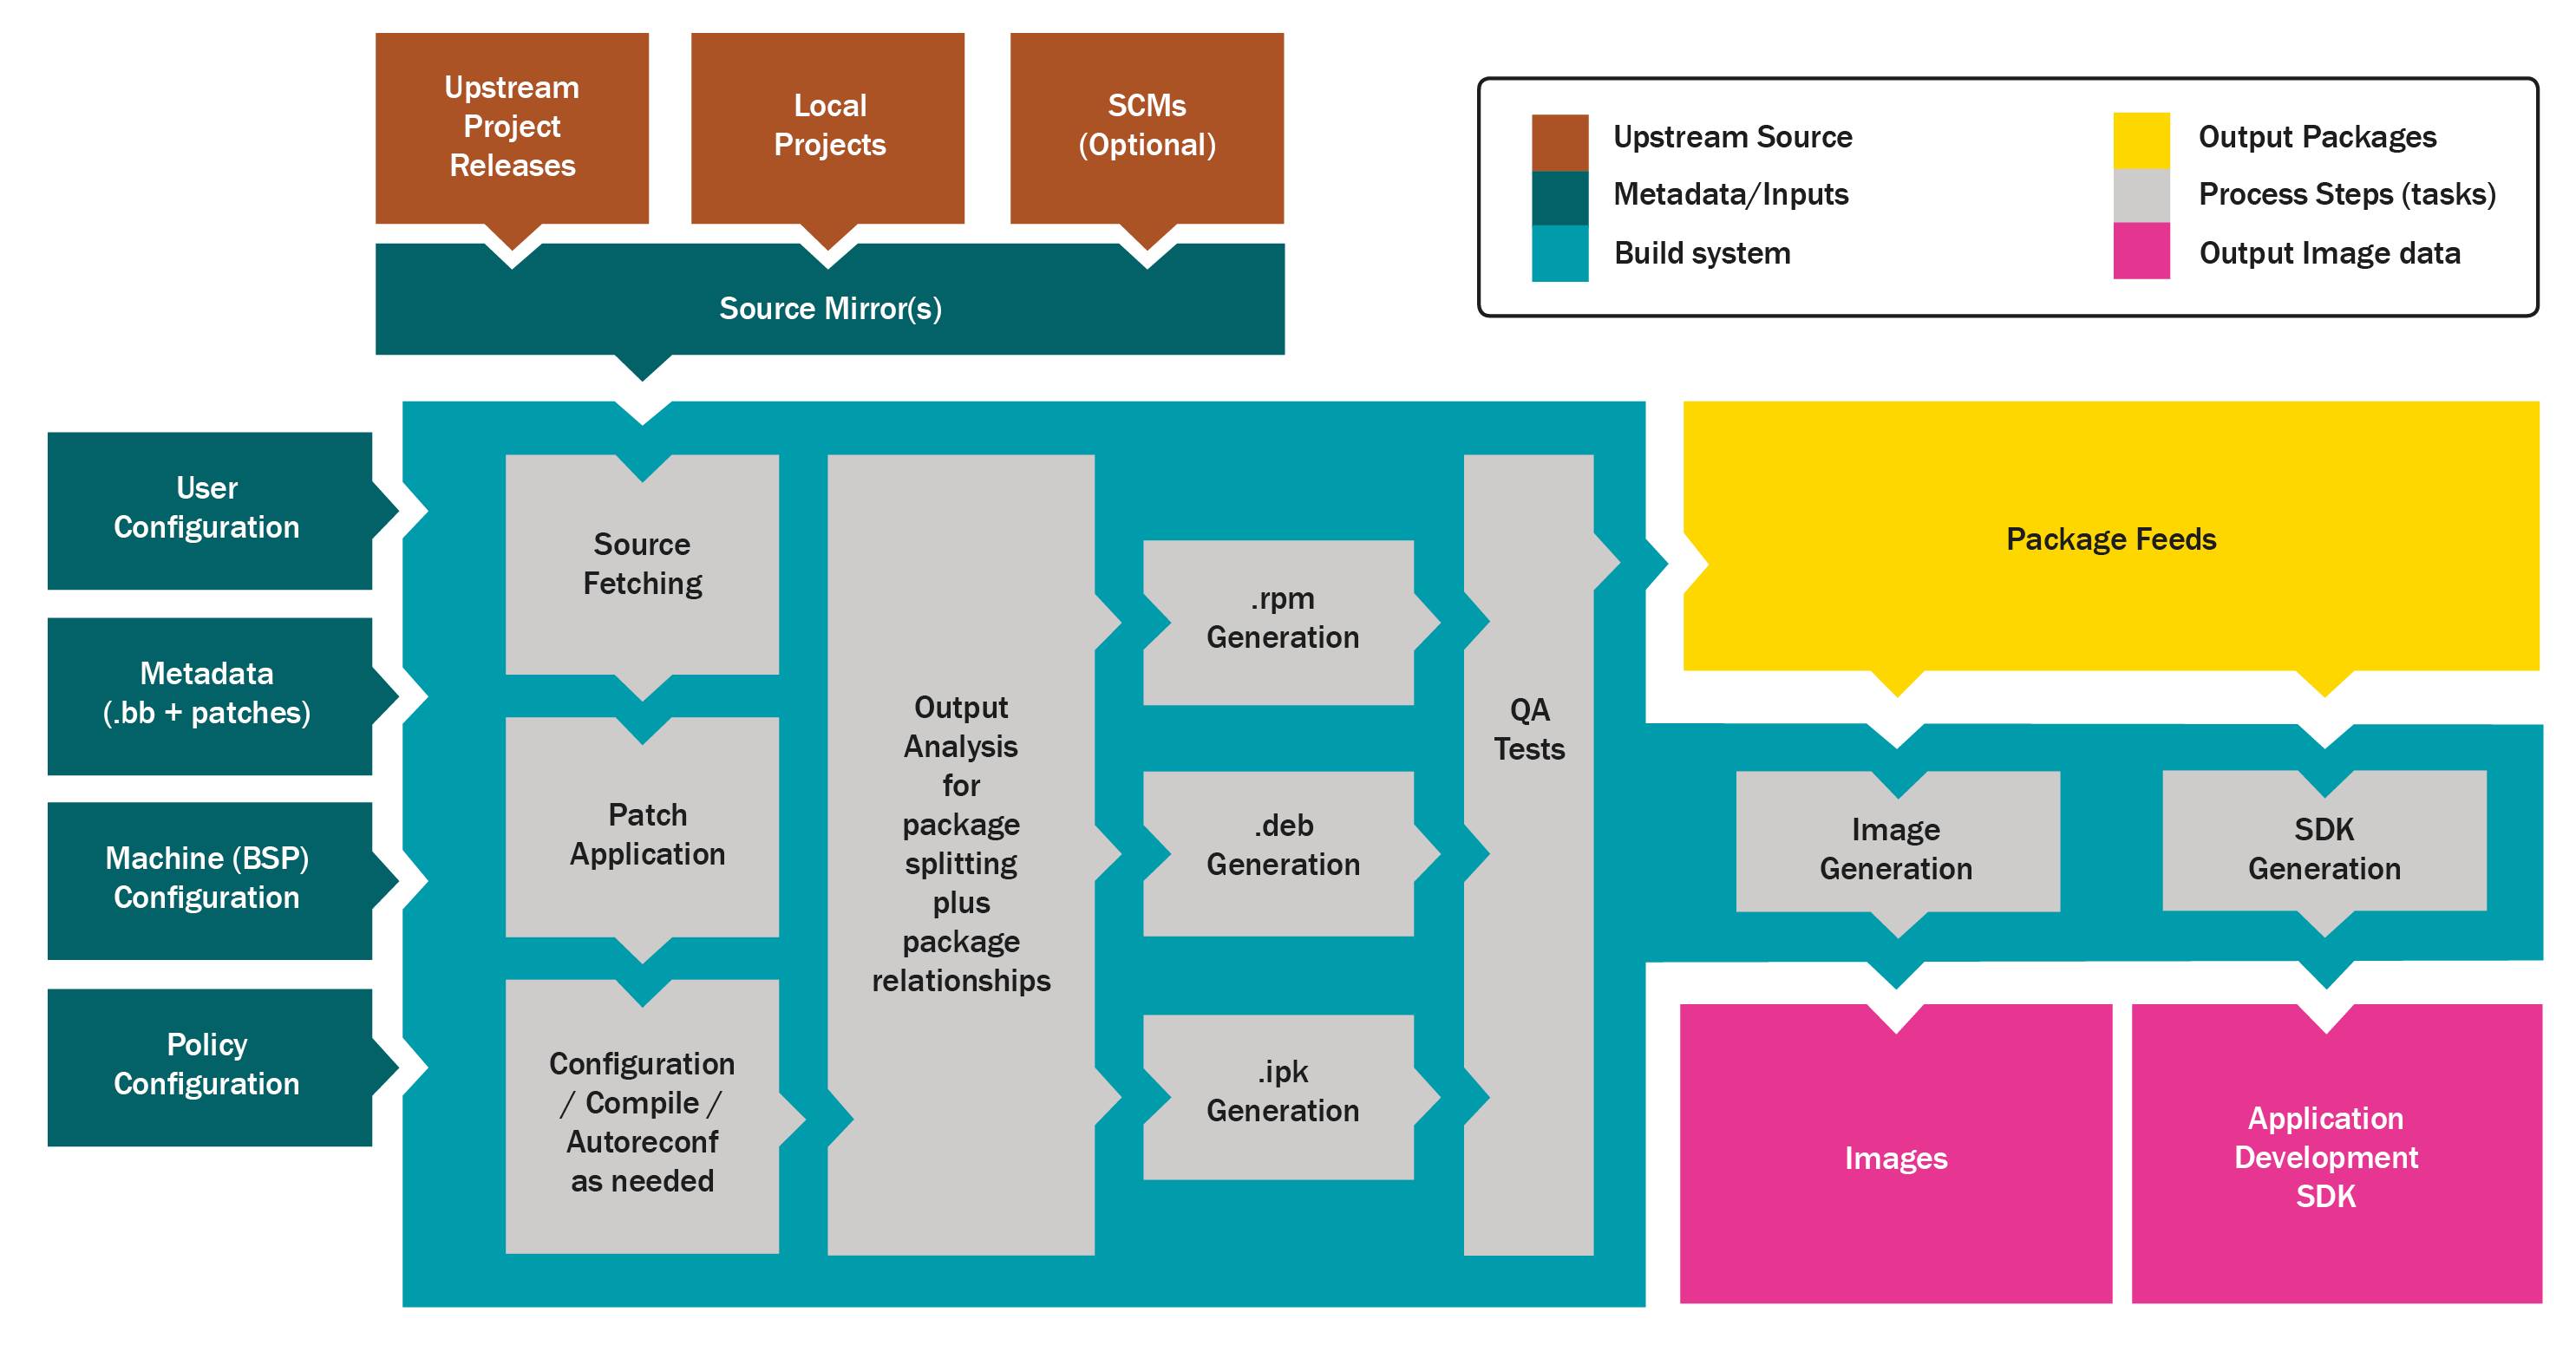 Upstream
Project
Releases
Local
Projects
SCMs
(Optional)
Source Mirror(s)
Upstream Source
Metadata/Inputs
Build system
Output Packages
Process Steps (tasks)
Output Image data
User
Configuration
Metadata
(.bb + patches)
Machine (BSP)
Configuration
Policy
Configuration
Source
Fetching
Patch
Application
Configuration
/ Compile /
Autoreconf
as needed
Output
Analysis
for
package
splitting
plus
package
relationships
.rpm
Generation
.deb
Generation
.ipk
Generation
QA
Tests
Package Feeds
Image
Generation
SDK
Generation
Images
Application
Development
SDK